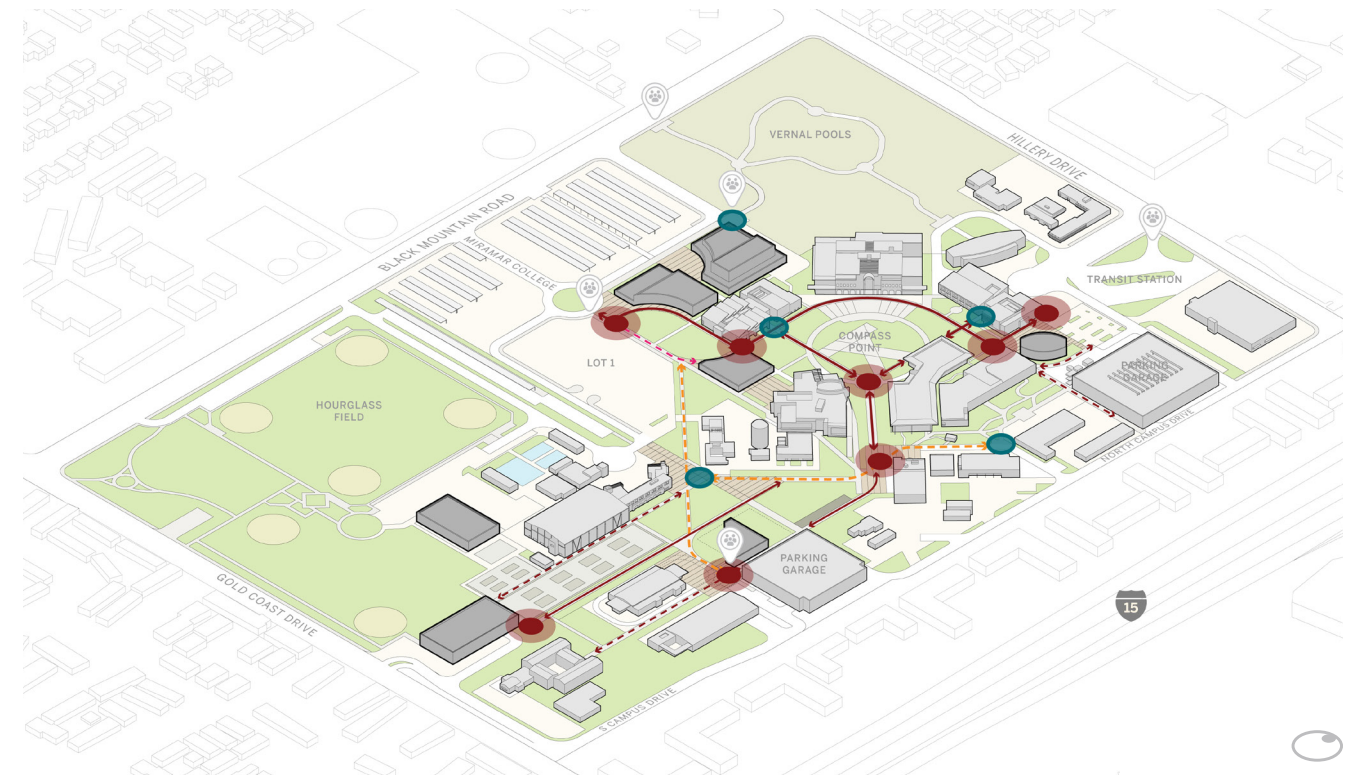 VERNAL POOLS
HILLERY DRIVE
BLACK MOUNTAIN ROAD
MIRAMAR COLLEGE
TRANSIT STATION
COMPASS
POINT
LOT 1
PARKING
GARAGE
HOURGLASS
FIELD
NORTH CAMPUS DRIVE
PARKING
GARAGE
GOLD COAST DRIVE
15
S CAMPUS DRIVE